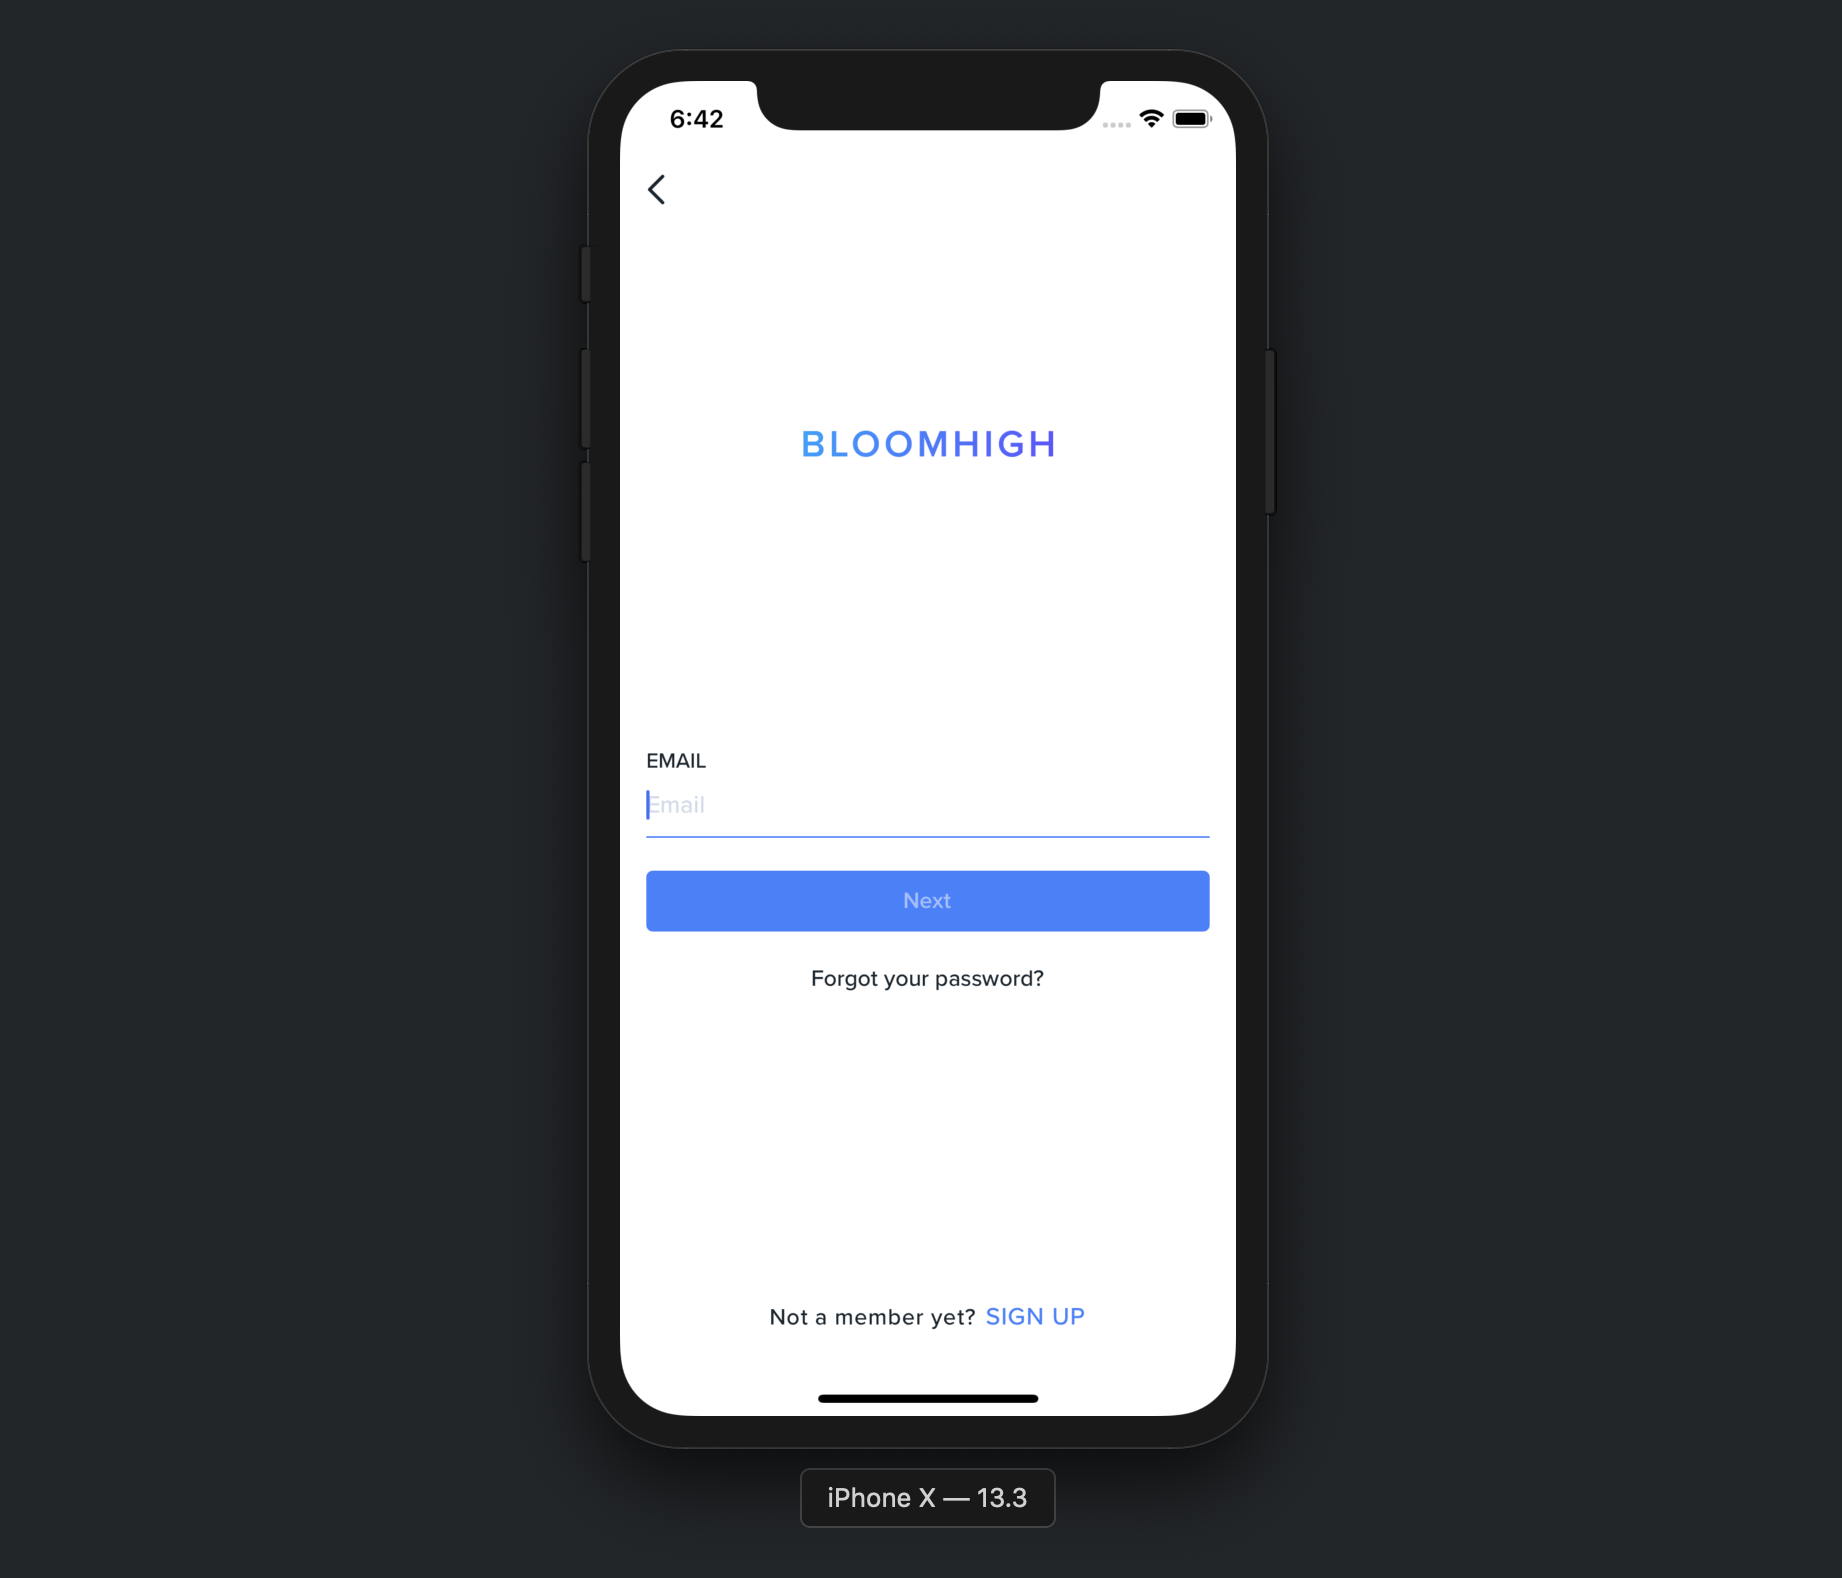 6:42
BLOOMHIGH
EMAIL
Email
Next
Forgot your password?
Not a member yet? SIGN UP
iPhone X — 13.3